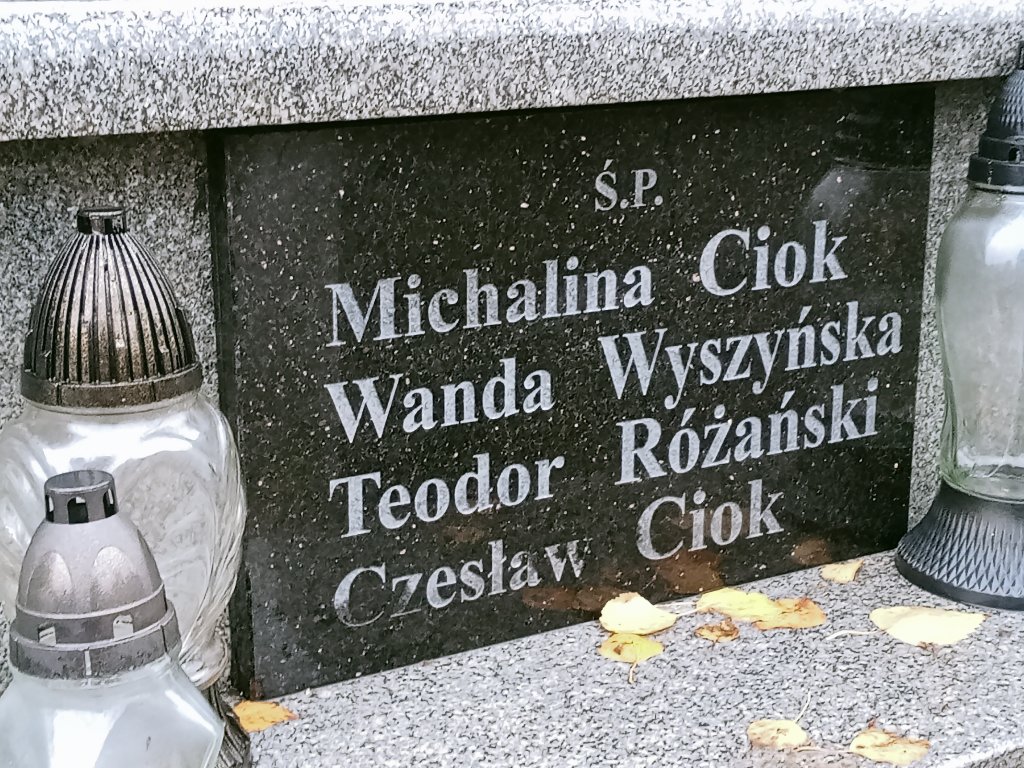 Ś.P.
Michalina Ciok
Wanda Wyszyńska
Teodor Różański
Czesław Ciok